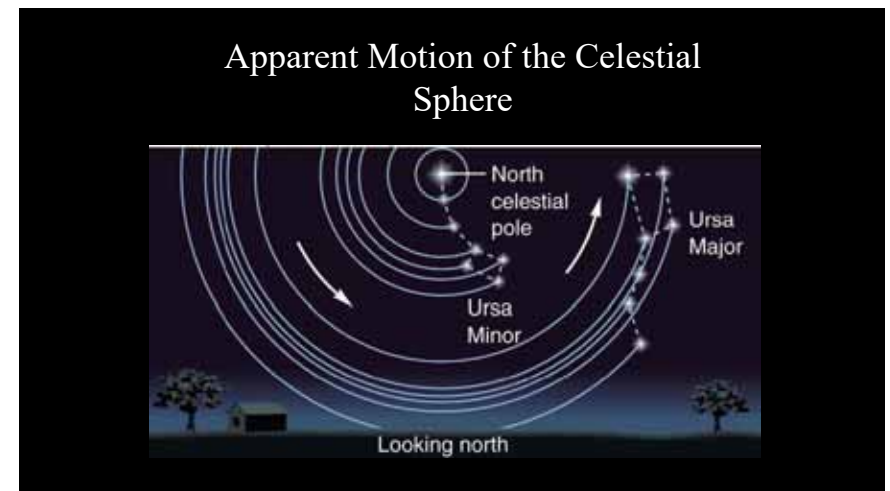 Apparent Motion of the Celestial
Sphere
North
celestial
pole
Ursa
Major
Ursa
Minor
Looking north